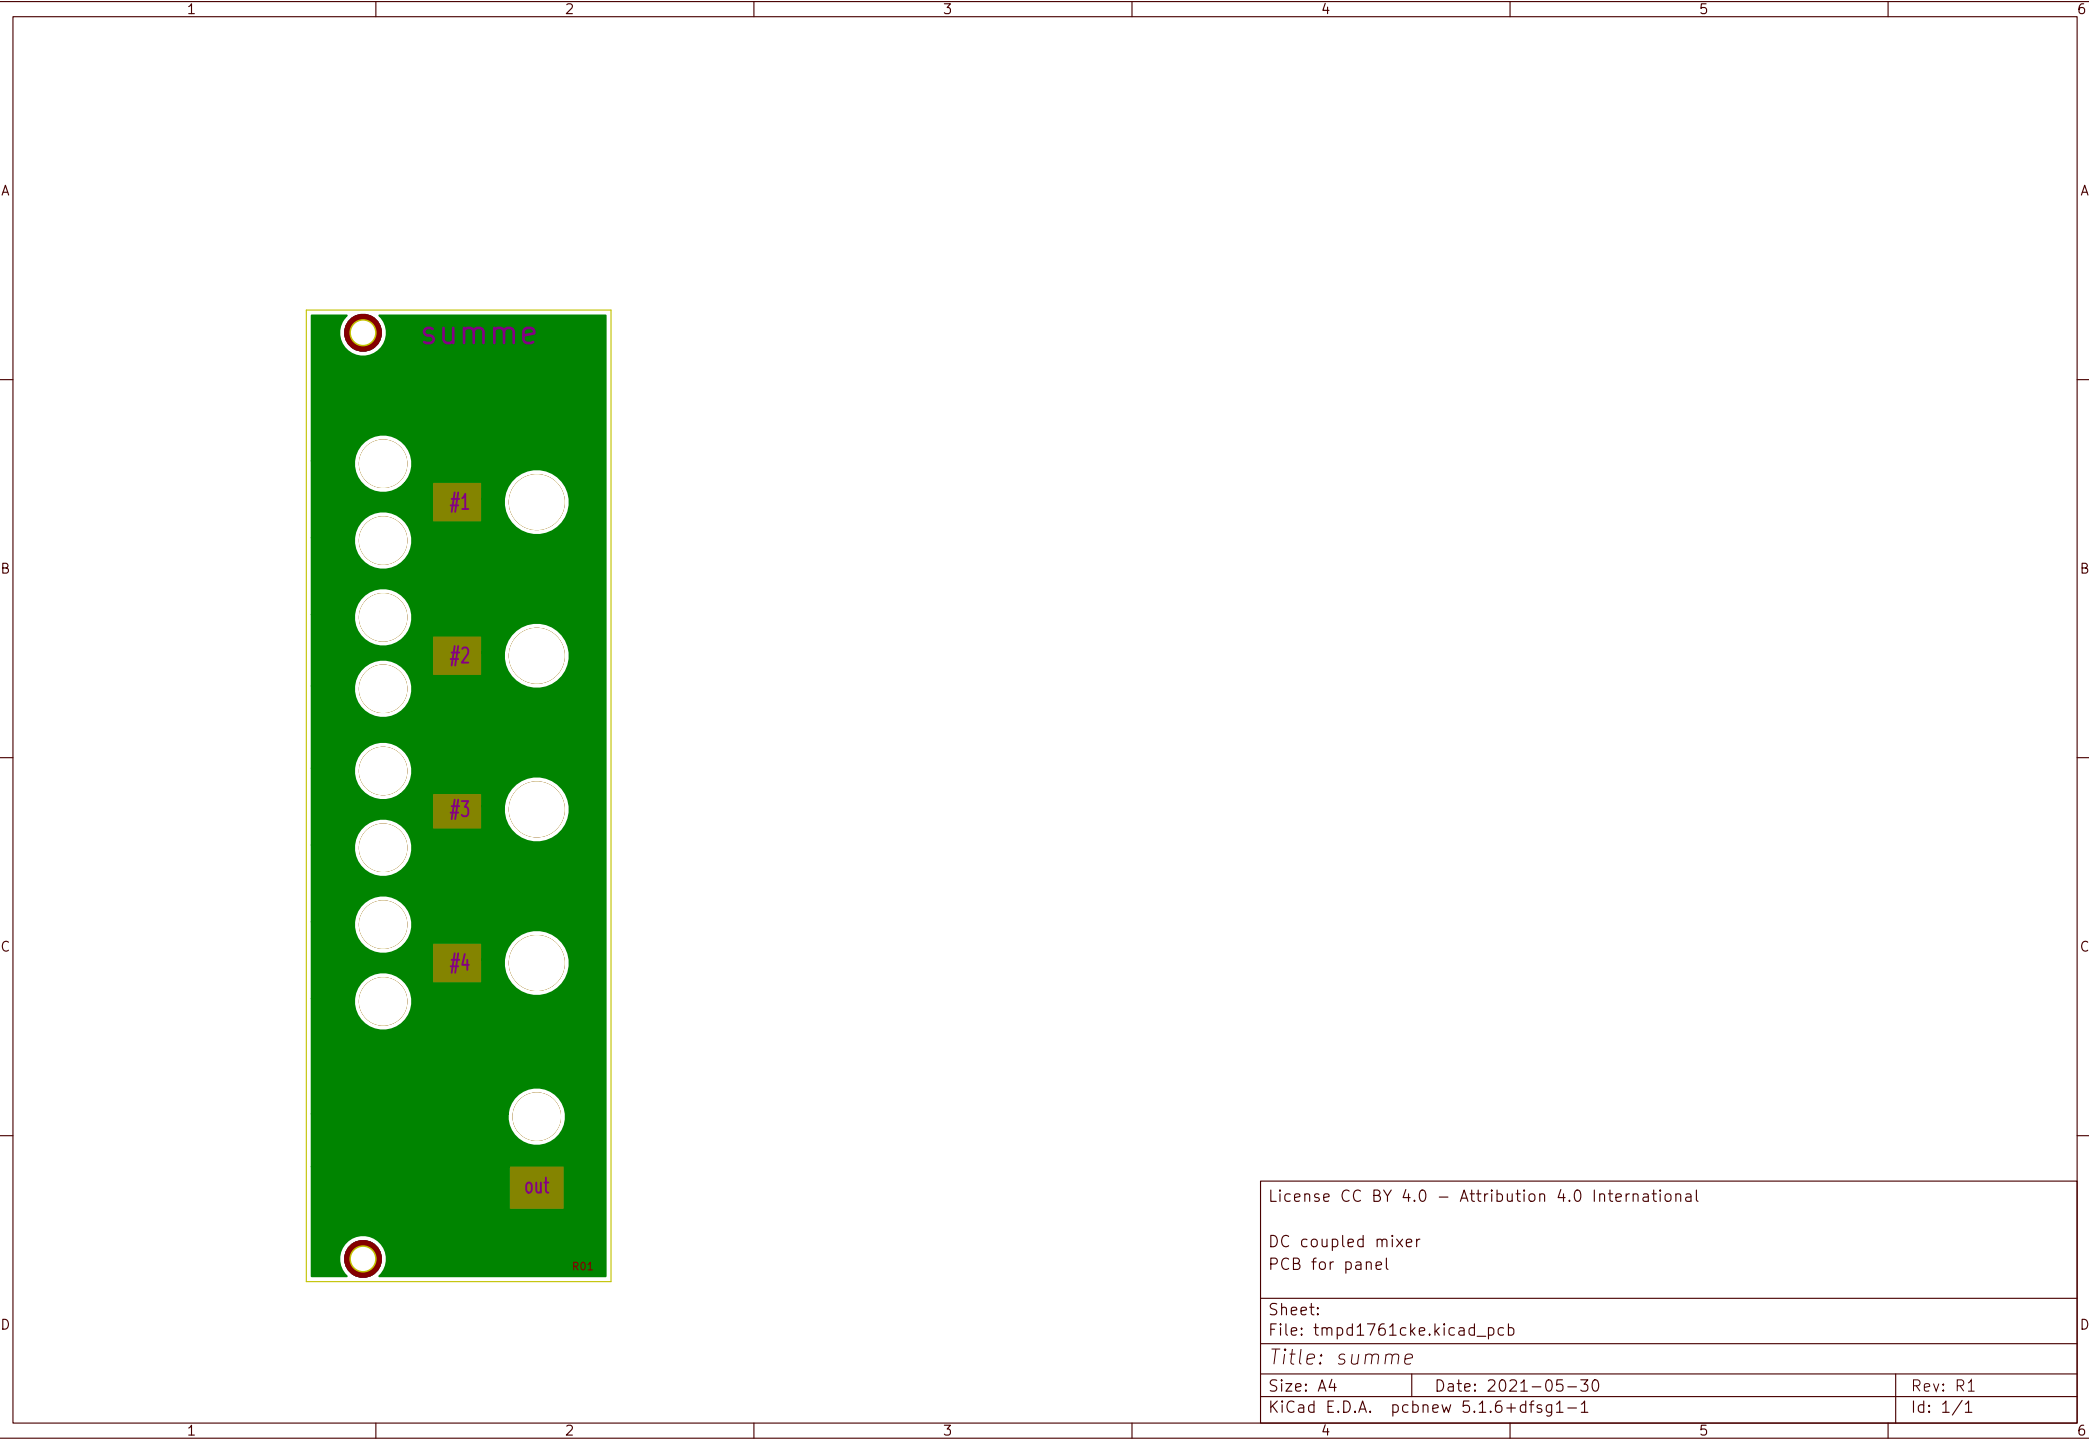 1 2 3 4 5 6
A A
B B
C C
D D
summe
#1
#2
#3
#4
out
R01
License CC BY 4.0 - Attribution 4.0 International
DC coupled mixer
PCB for panel
Sheet:
File: tmpd1761cke.kicad_pcb
Title: summe
Size: A4 Date: 2021-05-30 Rev: R1
KiCad E.D.A. pcbnew 5.1.6+dfsg1-1 Id: 1/1
1 2 3 4 5 6